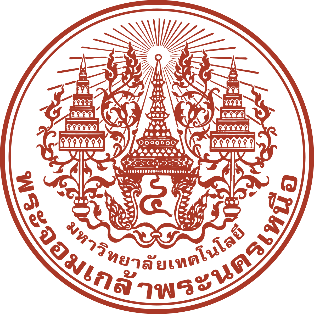 ๔
มหาวิทยาลัยเทคโนโลยี
พระจอมเกล้าพระนครเหนือ